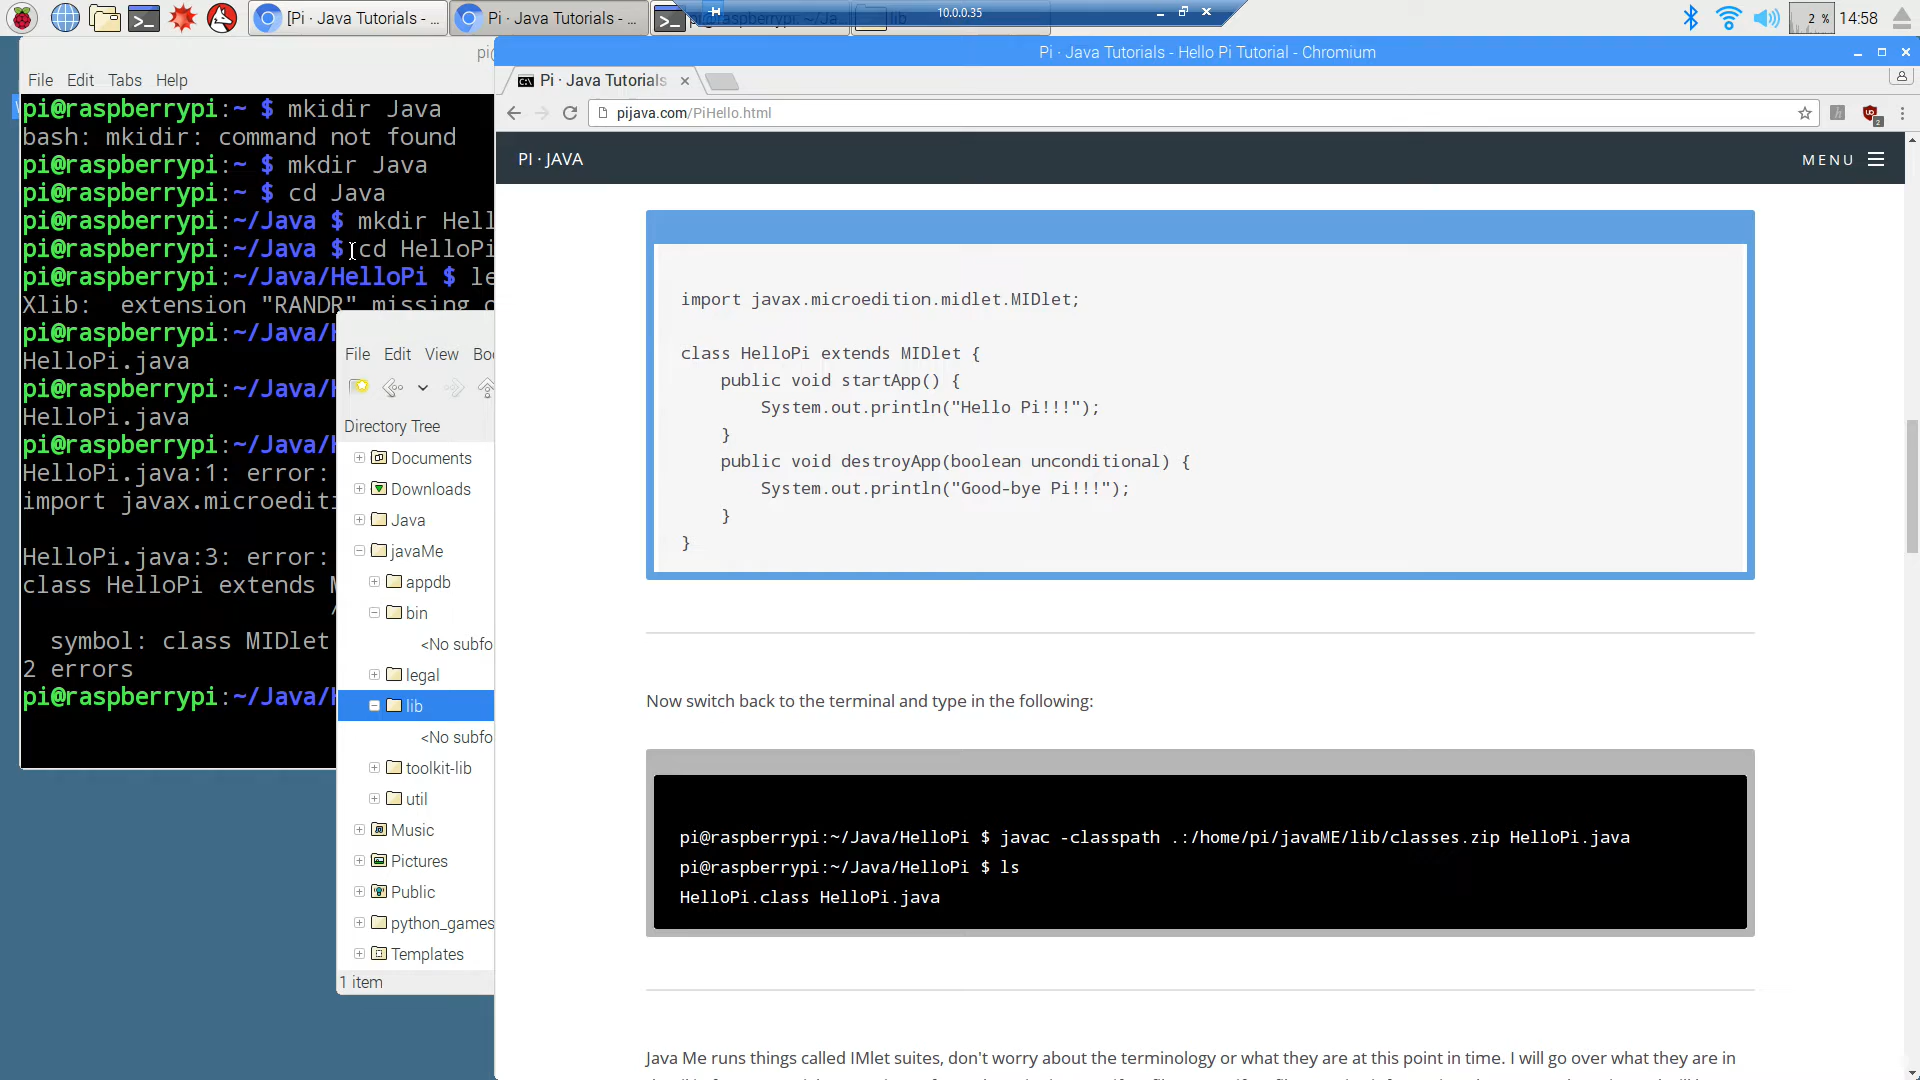 [Pi · Java Tutorials - ...
Pi · Java Tutorials - ...
10.0.0.35
2 %
14:58
File Edit Tabs Help
pi@raspberrypi:~ $ mkidir Java
bash: mkidir: command not found
pi@raspberrypi:~ $ mkdir Java
pi@raspberrypi:~ $ cd Java
pi@raspberrypi:~/Java $ mkdir Hell
pi@raspberrypi:~/Java $ cd HelloPi
pi@raspberrypi:~/Java/HelloPi $ le
Xlib: extension "RANDR" missing
pi@raspberrypi:~/Java/
HelloPi.java
pi@raspberrypi:~/Java/
HelloPi.java
pi@raspberrypi:~/Java/
HelloPi.java:1: error:
import javax.microediti
HelloPi.java:3: error:
class HelloPi extends M
symbol: class MIDlet
2 errors
pi@raspberrypi:~/Java/
File Edit View Boo
Directory Tree
Documents
Downloads
Java
javaMe
appdb
bin
<No subfo
legal
lib
<No subfo
toolkit-lib
util
Music
Pictures
Public
python_games
Templates
1 item
Pi · Java Tutorials - Hello Pi Tutorial - Chromium
Pi · Java Tutorials
pijava.com/PiHello.html
PI · JAVA
MENU
import javax.microedition.midlet.MIDlet;
class HelloPi extends MIDlet {
public void startApp() {
System.out.println("Hello Pi!!!");
}
public void destroyApp(boolean unconditional) {
System.out.println("Good-bye Pi!!!");
}
}
Now switch back to the terminal and type in the following:
pi@raspberrypi:~/Java/HelloPi $ javac -classpath .:/home/pi/javaME/lib/classes.zip HelloPi.java
pi@raspberrypi:~/Java/HelloPi $ ls
HelloPi.class HelloPi.java
Java Me runs things called IMlet suites, don't worry about the terminology or what they are at this point in time. I will go over what they are in